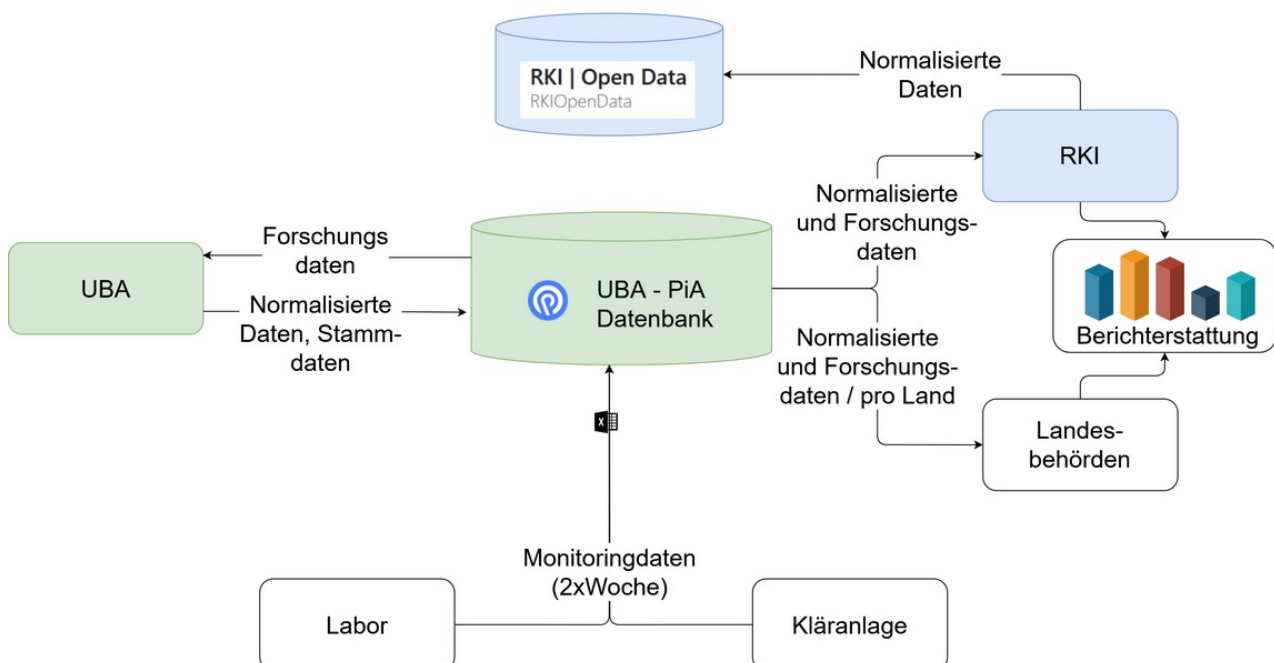 RKI | Open Data
RKIOpenData
Normalisierte
Daten
RKI
Normalisierte
und Forschungs-
daten
Forschungs
daten
UBA
Normalisierte
Daten, Stamm-
daten
UBA - PiA
Datenbank
Berichterstattung
Normalisierte
und Forschungs-
daten / pro Land
X
Landes-
behörden
Monitoringdaten
(2xWoche)
Labor
Kläranlage